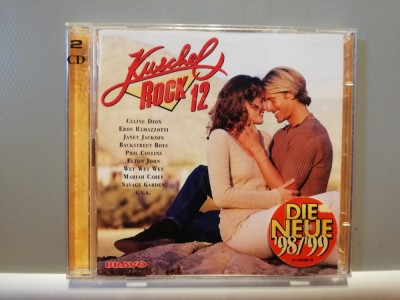 2
CD
Kuschel
ROCK 12
CELINE DION
EROS RAMAZZOTTI
JANET JACKSON
BACKSTREET BOYS
PHIL COLLINS
ELTON JOHN
WET WET WET
MARIAH CAREY
SAVAGE GARDEN
U.V.A.
DIE
NEUE
'98/'99
BRAVO